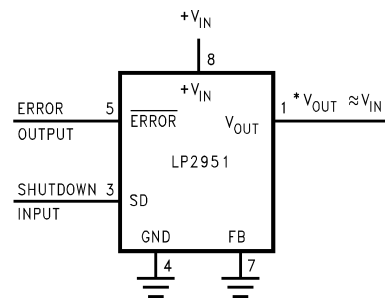 +V_IN
8
+V_IN
ERROR 5 ERROR 1 *V_OUT ≈V_IN
OUTPUT V_OUT
LP2951
SHUTDOWN 3 SD
INPUT
GND FB
4 7